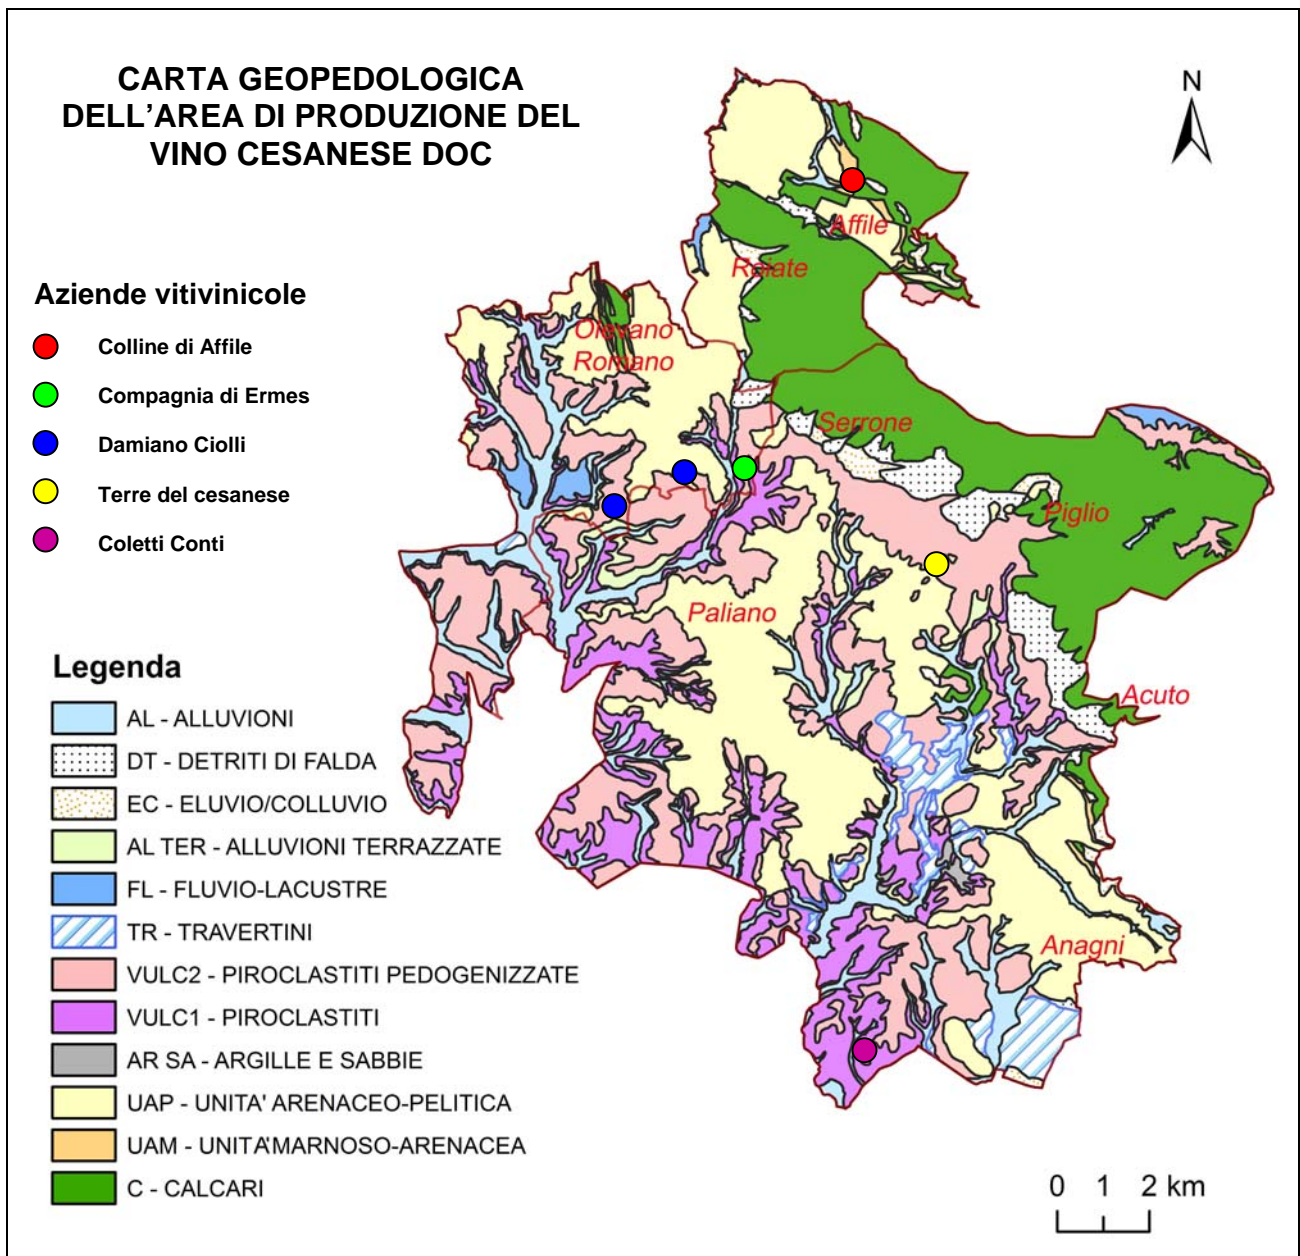 CARTA GEOPEDOLOGICA
DELL'AREA DI PRODUZIONE DEL
VINO CESANESE DOC
N
Aziende vitivinicole
Colline di Affile
Compagnia di Ermes
Damiano Ciolli
Terre del cesanese
Coletti Conti
Affile
Roiate
Olevano
Romano
Serrone
Piglio
Paliano
Acuto
Anagni
Legenda
AL - ALLUVIONI
DT - DETRITI DI FALDA
EC - ELUVIO/COLLUVIO
AL TER - ALLUVIONI TERRAZZATE
FL - FLUVIO-LACUSTRE
TR - TRAVERTINI
VULC2 - PIROCLASTITI PEDOGENIZZATE
VULC1 - PIROCLASTITI
AR SA - ARGILLE E SABBIE
UAP - UNITA' ARENACEO-PELITICA
UAM - UNITA'MARNOSO-ARENACEA
C - CALCARI
0 1 2 km